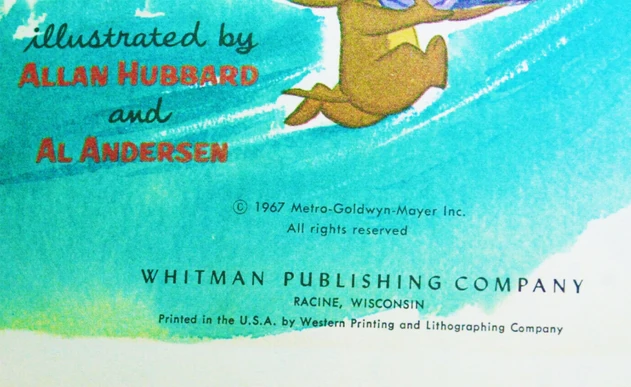 illustrated by
ALLAN HUBBARD
and
AL ANDERSEN
© 1967 Metro-Goldwyn-Mayer Inc.
All rights reserved
WHITMAN PUBLISHING COMPANY
RACINE, WISCONSIN
Printed in the U.S.A. by Western Printing and Lithographing Company